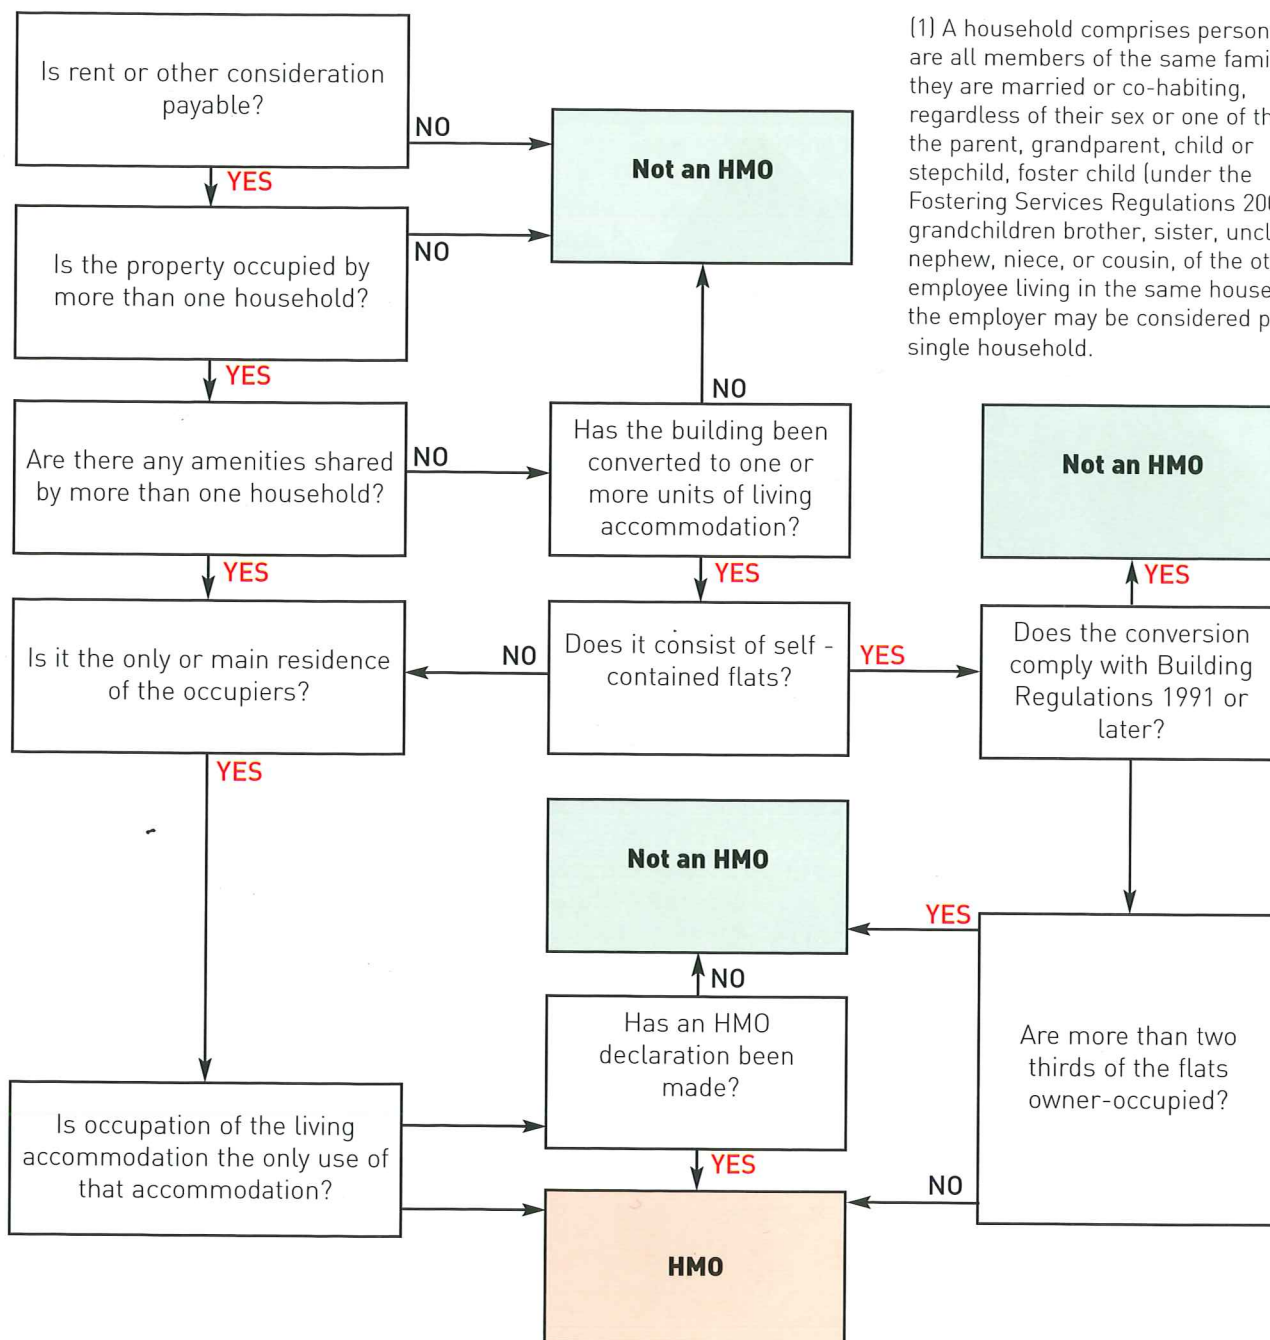 Is rent or other consideration
payable?
NO
YES
Not an HMO
Is the property occupied by
more than one household?
NO
YES
(1) A household comprises person
are all members of the same fami
they are married or co-habiting,
regardless of their sex or one of th
the parent, grandparent, child or
stepchild, foster child (under the
Fostering Services Regulations 200
grandchildren brother, sister, uncl
nephew, niece, or cousin, of the ot
employee living in the same house
the employer may be considered p
single household.
Are there any amenities shared
by more than one household?
NO
YES
NO
Has the building been
converted to one or
more units of living
accommodation?
YES
Not an HMO
YES
Is it the only or main residence
of the occupiers?
YES
NO
Does it consist of self -
contained flats?
YES
Does the conversion
comply with Building
Regulations 1991 or
later?
Not an HMO
NO
YES
Has an HMO
declaration been
made?
YES
Are more than two
thirds of the flats
owner-occupied?
NO
Is occupation of the living
accommodation the only use of
that accommodation?
HMO